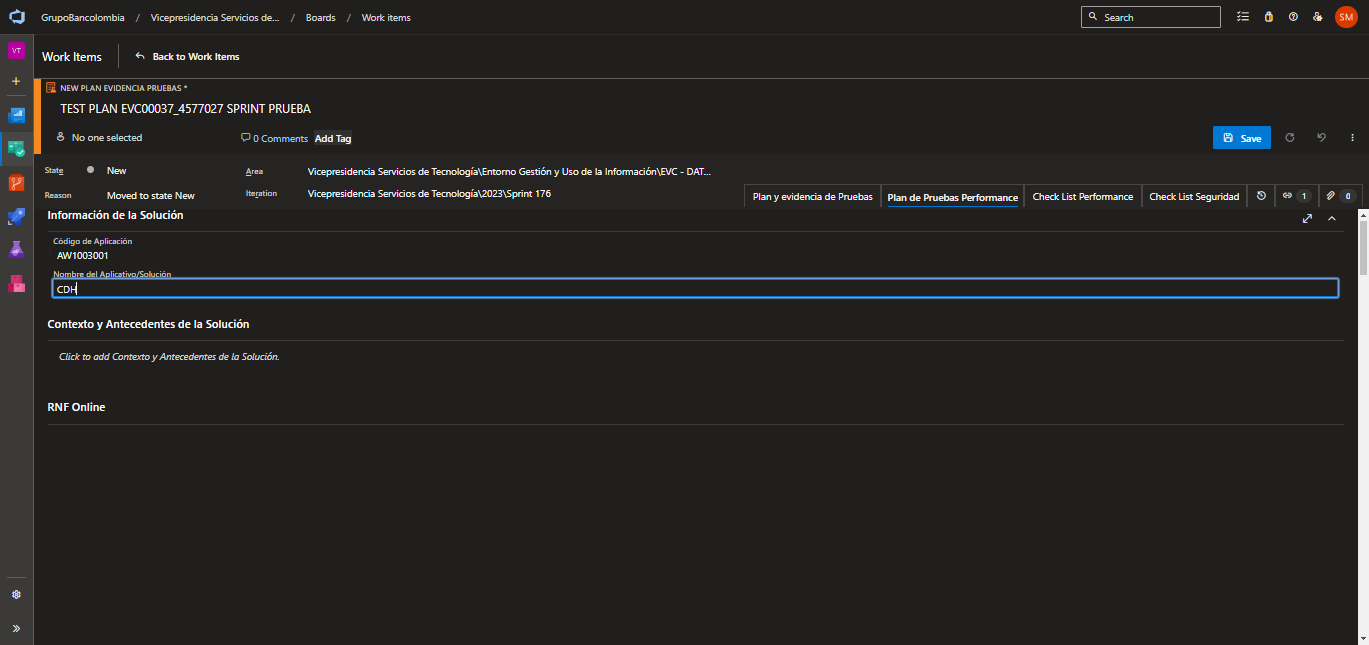 GrupoBancolombia / Vicepresidencia Servicios de... / Boards / Work items
Search
SM
VT
Work Items
Back to Work Items
NEW PLAN EVIDENCIA PRUEBAS *
TEST PLAN EVC00037_4577027 SPRINT PRUEBA
No one selected
0 Comments
Add Tag
Save
State
New
Area
Vicepresidencia Servicios de Tecnología\Entorno Gestión y Uso de la Información\EVC - DAT...
Reason
Moved to state New
Iteration
Vicepresidencia Servicios de Tecnología\2023\Sprint 176
Plan y evidencia de Pruebas
Plan de Pruebas Performance
Check List Performance
Check List Seguridad
1
0
Información de la Solución
Código de Aplicación
AW1003001
Nombre del Aplicativo/Solución
CDH
Contexto y Antecedentes de la Solución
Click to add Contexto y Antecedentes de la Solución.
RNF Online